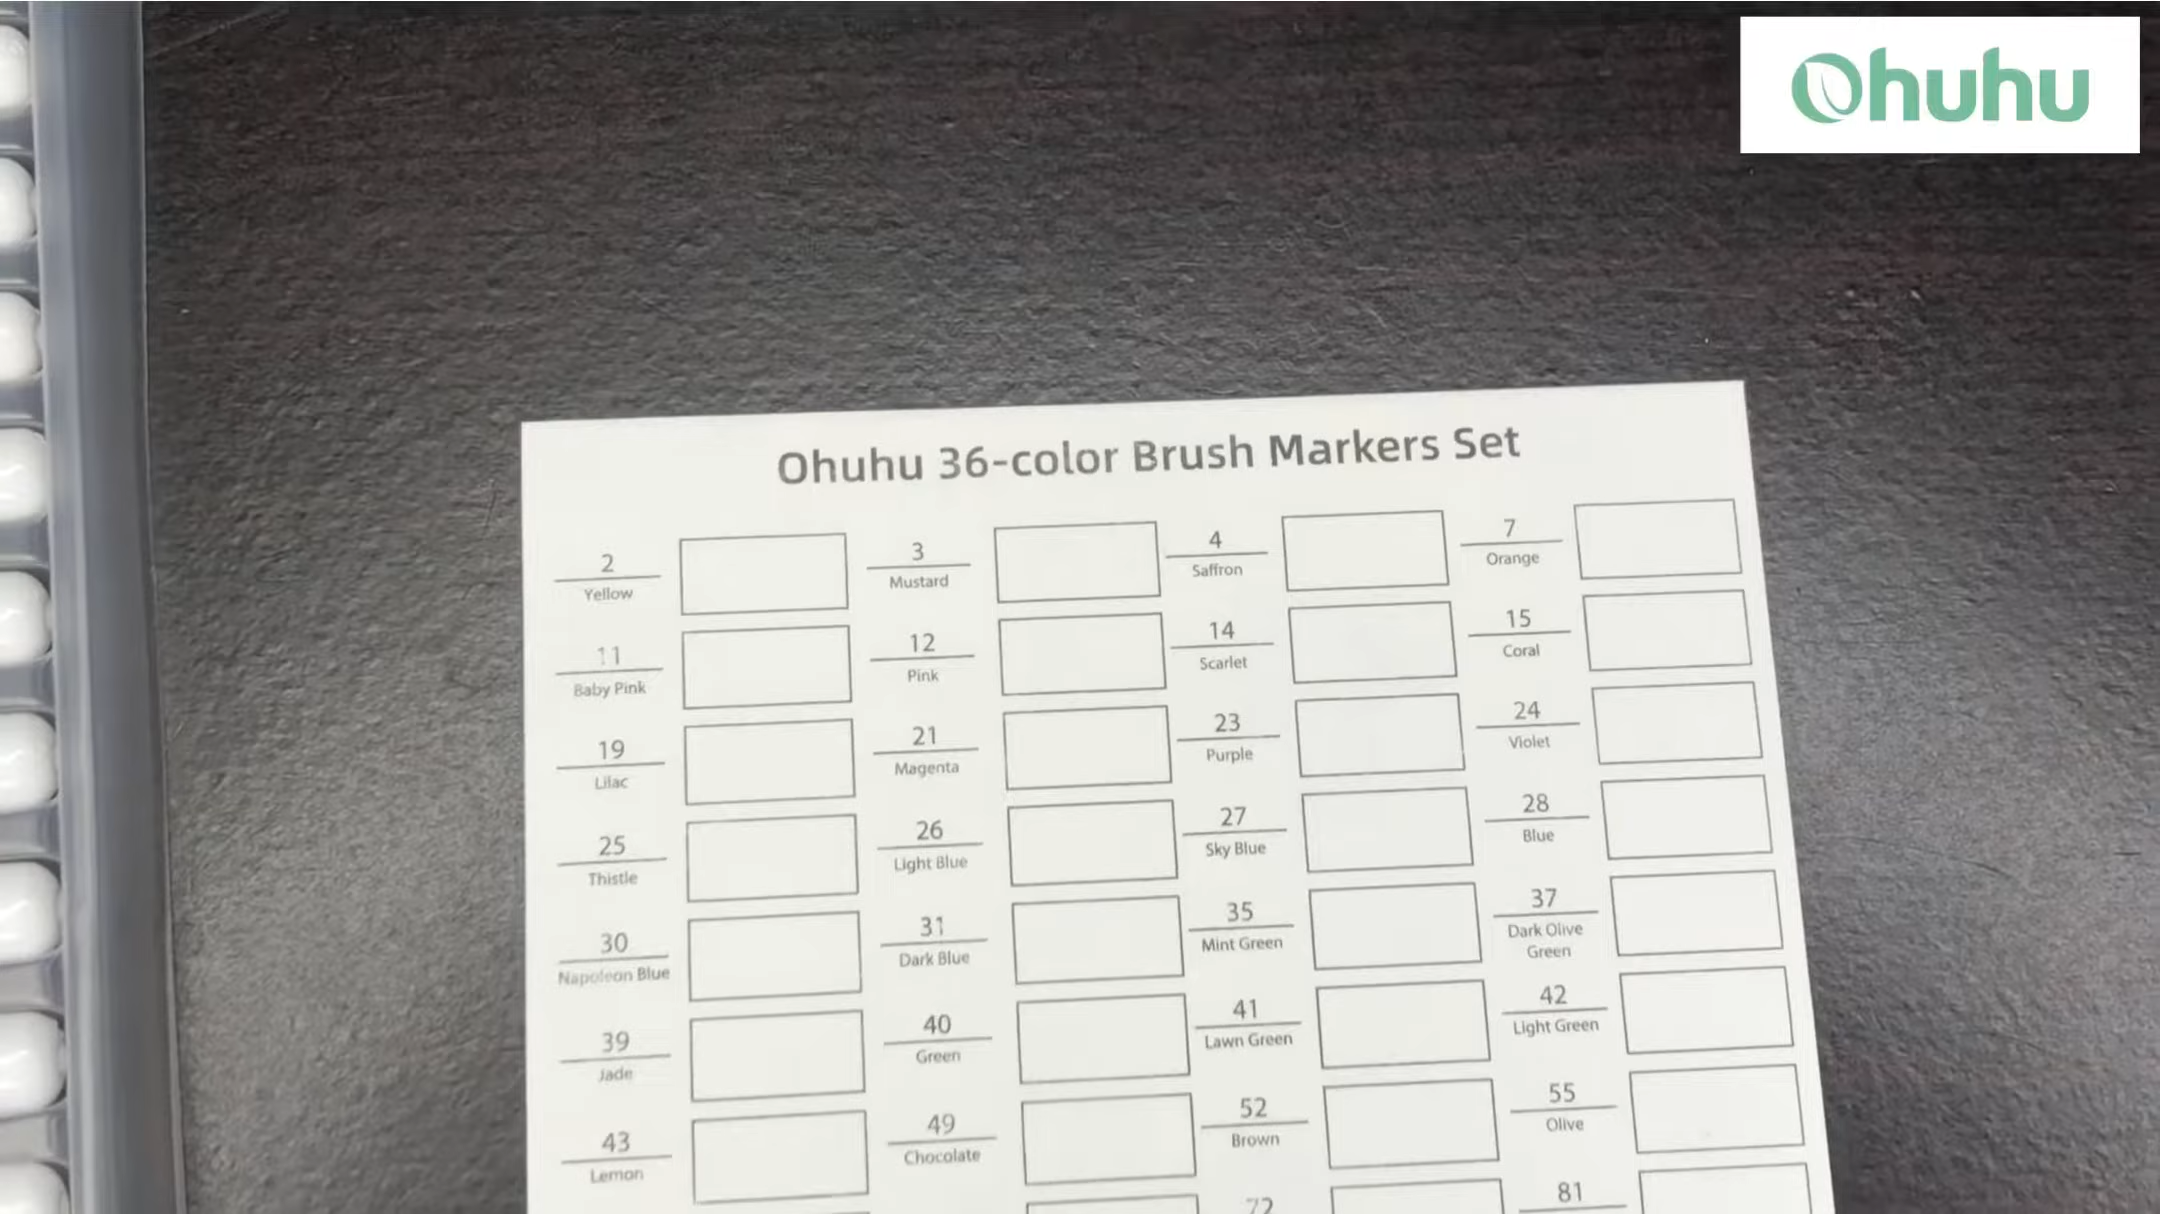 Ohuhu
Ohuhu 36-color Brush Markers Set
2
Yellow
3
Mustard
4
Saffron
7
Orange
11
Baby Pink
12
Pink
14
Scarlet
15
Coral
19
Lilac
21
Magenta
23
Purple
24
Violet
25
Thistle
26
Light Blue
27
Sky Blue
28
Blue
30
Napoleon Blue
31
Dark Blue
35
Mint Green
37
Dark Olive
Green
39
Jade
40
Green
41
Lawn Green
42
Light Green
43
Lemon
49
Chocolate
52
Brown
55
Olive
81